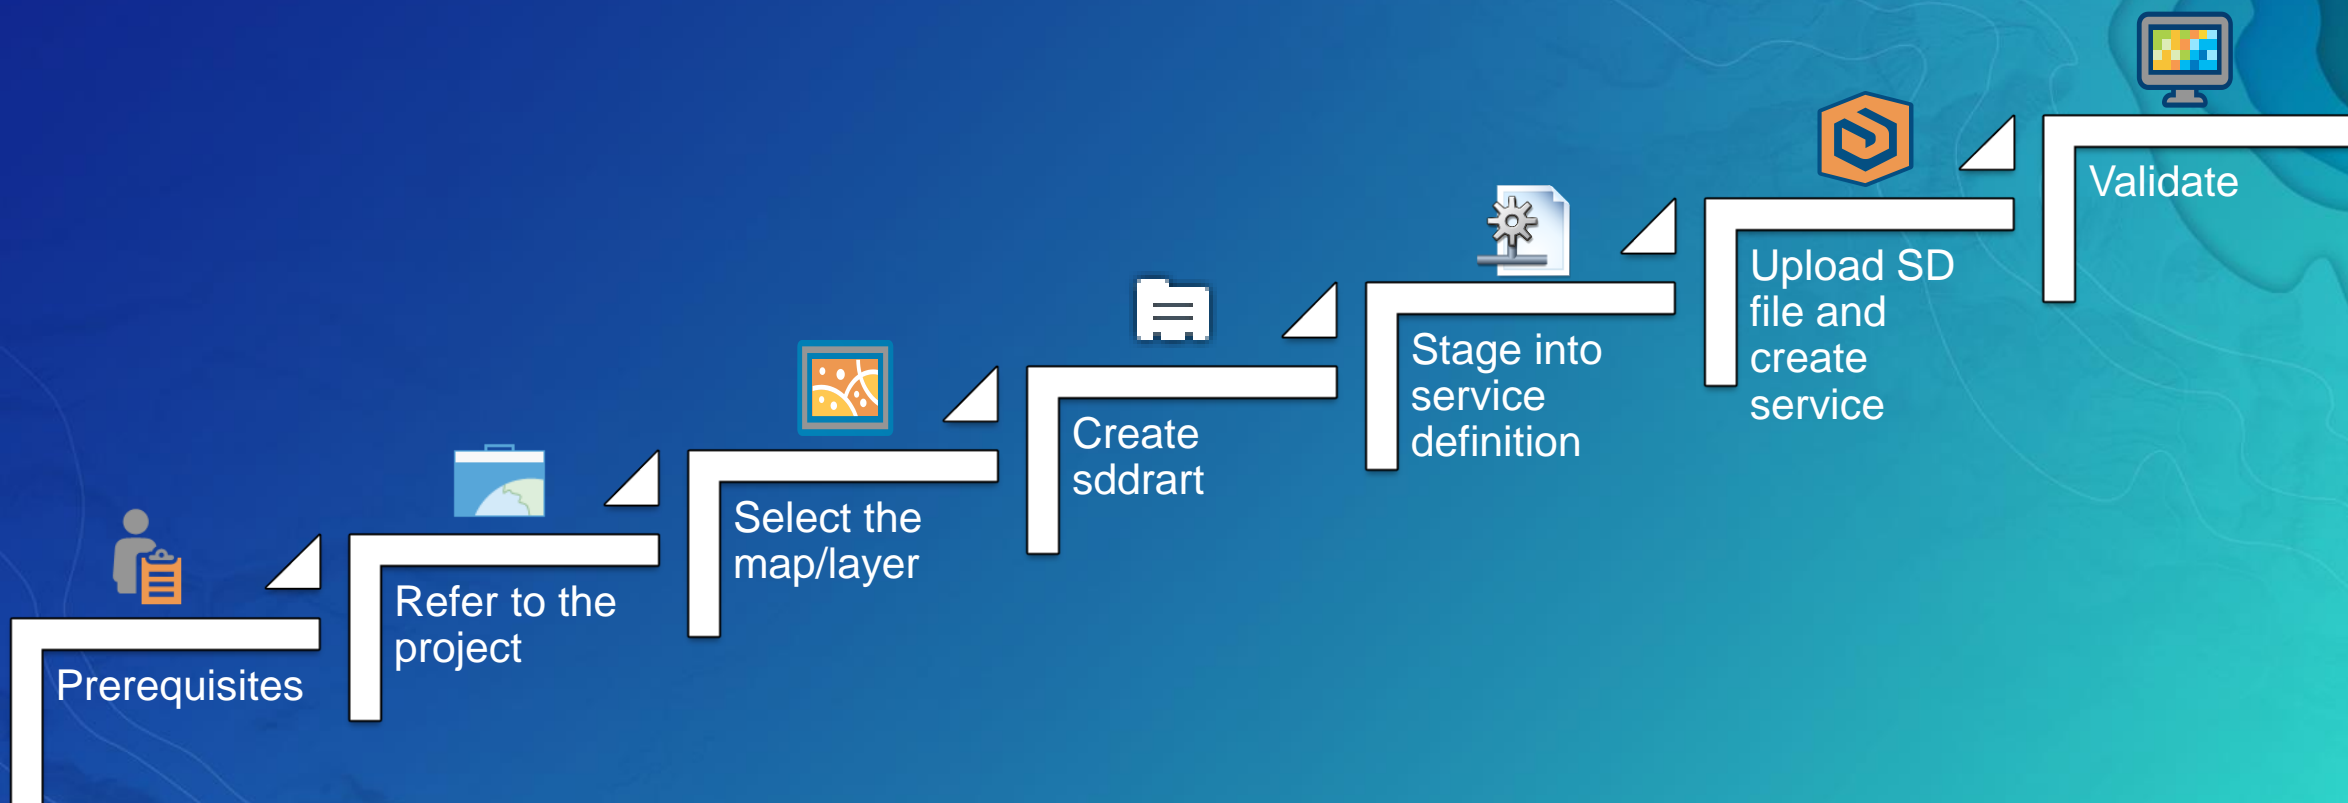 Prerequisites
Refer to the
project
Select the
map/layer
Create
sddrart
Stage into
service
definition
Upload SD
file and
create
service
Validate